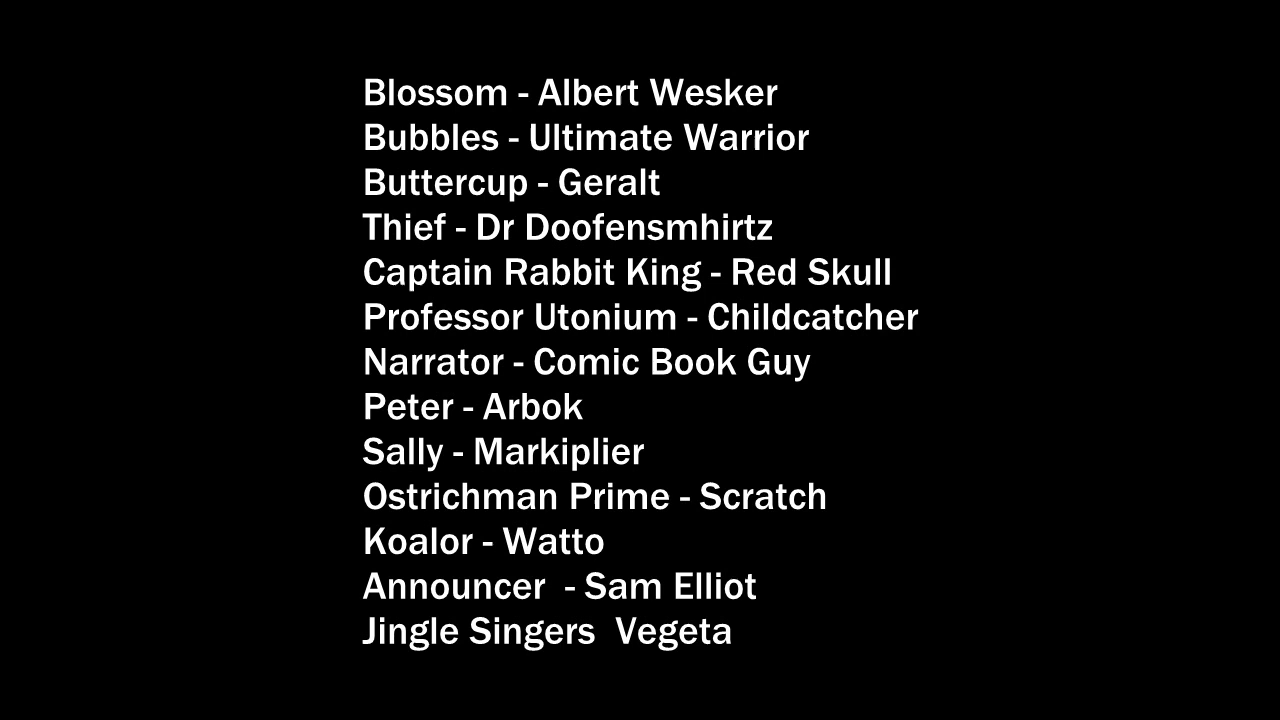 Blossom - Albert Wesker
Bubbles - Ultimate Warrior
Buttercup - Geralt
Thief - Dr Doofensmhirtz
Captain Rabbit King - Red Skull
Professor Utonium - Childcatcher
Narrator - Comic Book Guy
Peter - Arbok
Sally - Markiplier
Ostrichman Prime - Scratch
Koalor - Watto
Announcer  - Sam Elliot
Jingle Singers  Vegeta